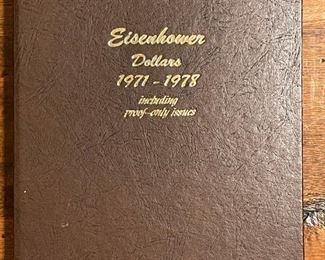 Eisenhower
Dollars
1971-1978
including
proof-only issues